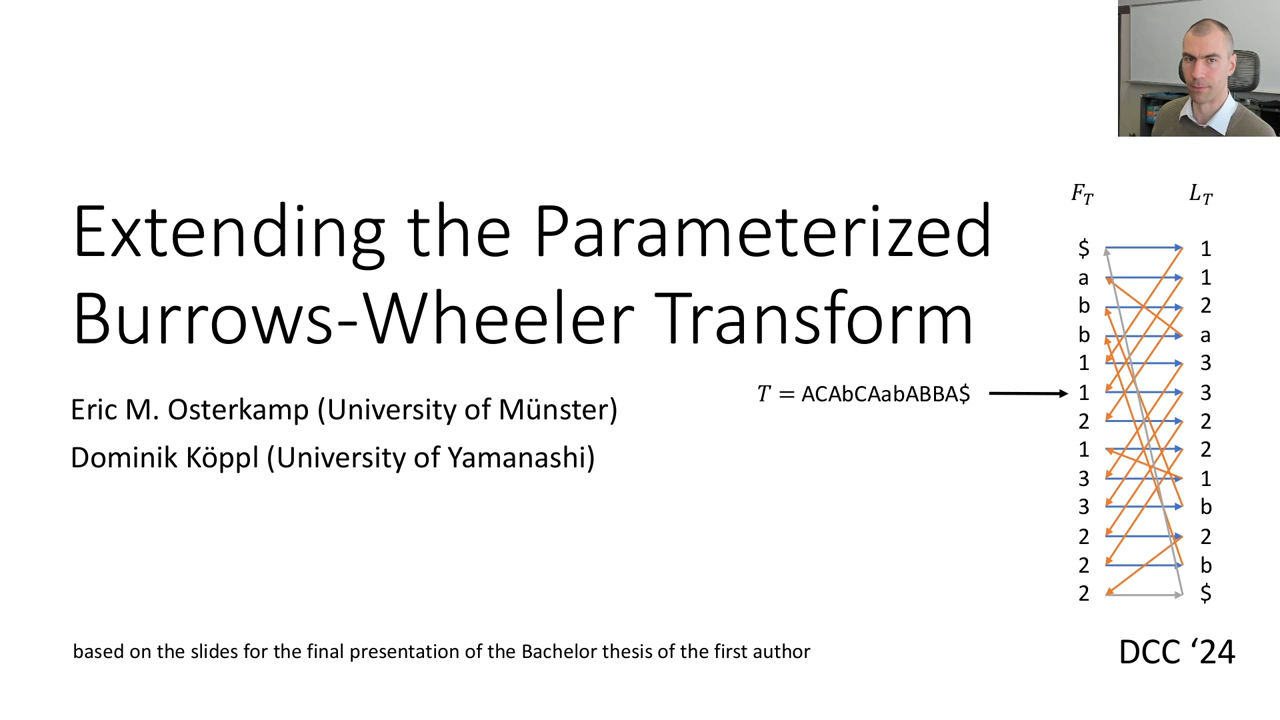 Extending the Parameterized
Burrows-Wheeler Transform
Eric M. Osterkamp (University of Münster)
Dominik Köppl (University of Yamanashi)
T = ACAbCAabABBA$
F_T L_T
$ 1
a 1
b 2
b a
1 3
1 3
2 2
1 2
3 1
3 b
2 2
2 b
2 $
based on the slides for the final presentation of the Bachelor thesis of the first author
DCC ‘24